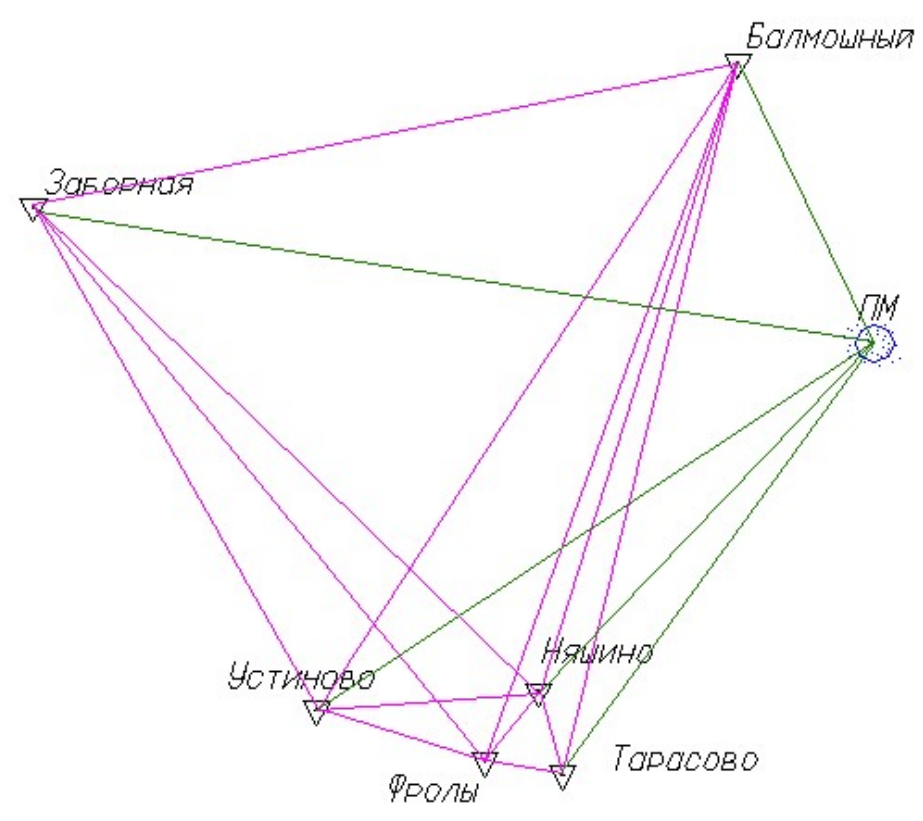 Балмошный
Заборная
ПМ
Няшино
Устиново
Тарасово
Фролы